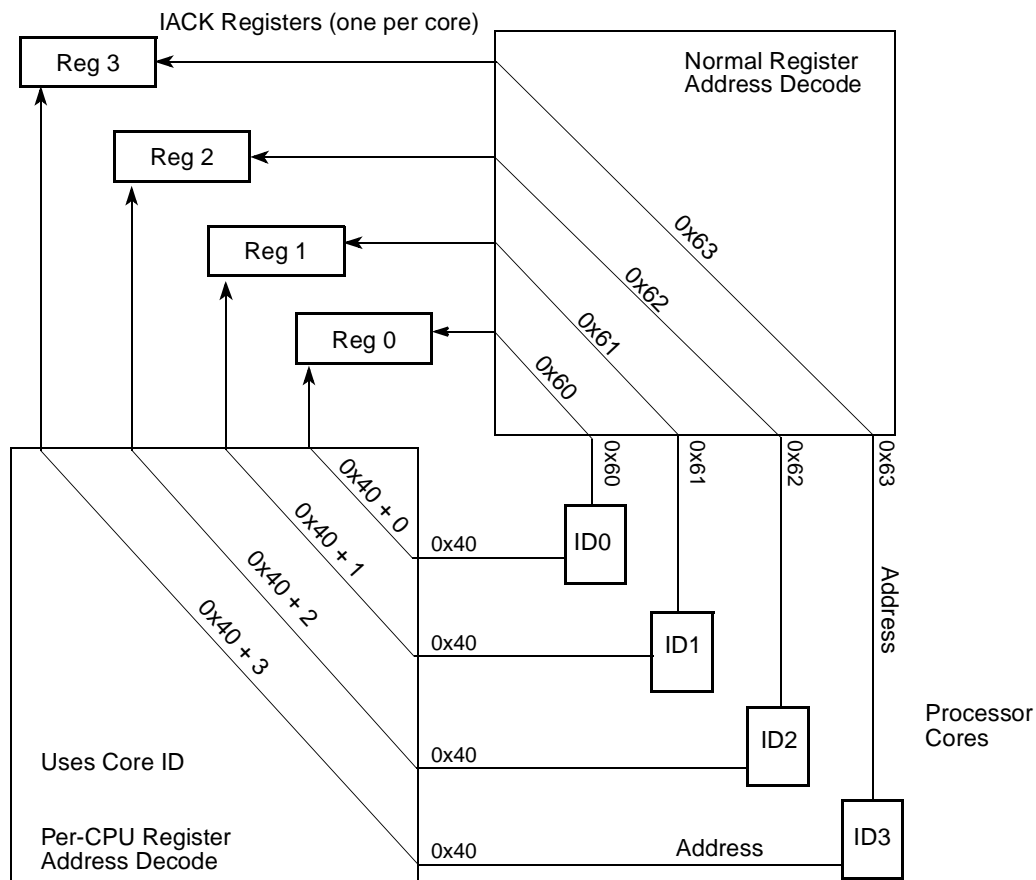 IACK Registers (one per core)
Reg 3
Normal Register
Address Decode
Reg 2
0x63
Reg 1
0x62
0x61
Reg 0
0x60
0x60
0x61
0x62
0x63
0x40 + 0
0x40
ID0
0x40 + 1
Address
0x40 + 2
0x40
ID1
0x40 + 3
Processor
Cores
0x40
ID2
Uses Core ID
Per-CPU Register
Address Decode
0x40
Address
ID3